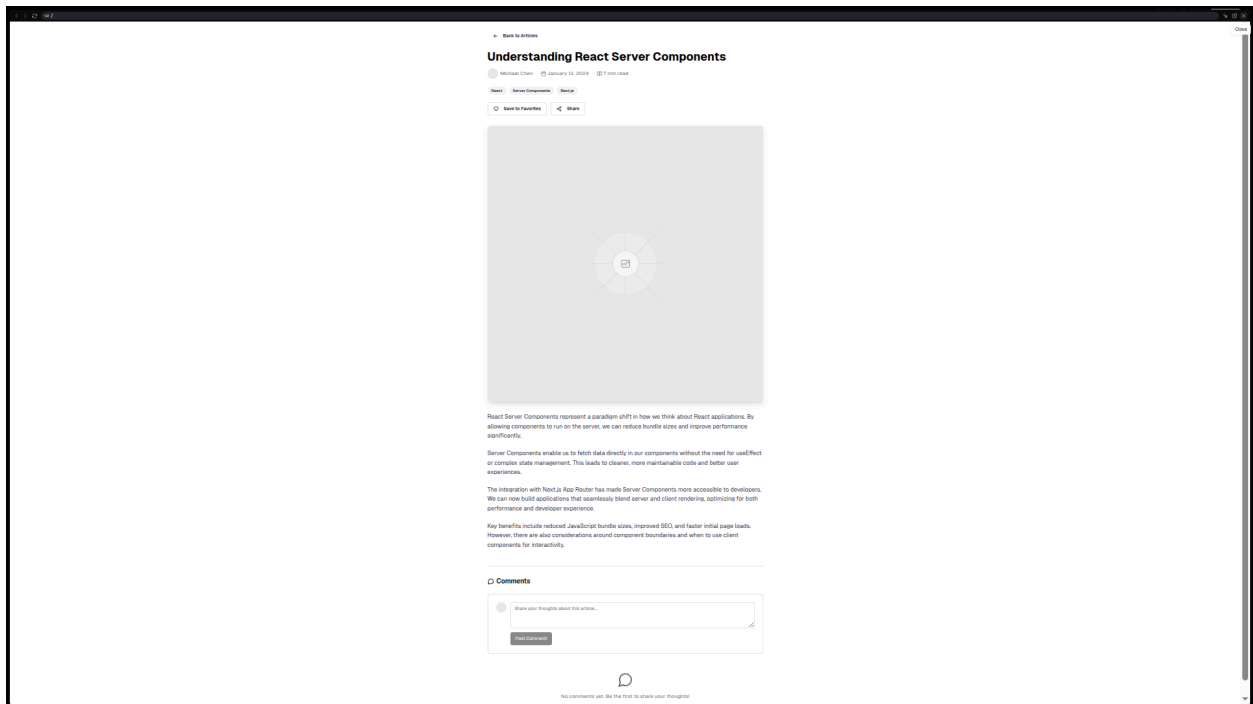 Close
Back to Articles
Understanding React Server Components
Michael Chen January 12, 2024 7 min read
React Server Components Next.js
Save to Favorites Share
React Server Components represent a paradigm shift in how we think about React applications. By
allowing components to run on the server, we can reduce bundle sizes and improve performance
significantly.
Server Components enable us to fetch data directly in our components without the need for useEffect
or complex state management. This leads to cleaner, more maintainable code and better user
experiences.
The integration with Next.js App Router has made Server Components more accessible to developers.
We can now build applications that seamlessly blend server and client rendering, optimizing for both
performance and developer experience.
Key benefits include reduced JavaScript bundle sizes, improved SEO, and faster initial page loads.
However, there are also considerations around component boundaries and when to use client
components for interactivity.
Comments
Share your thoughts about this article...
Post Comment
No comments yet. Be the first to share your thoughts!